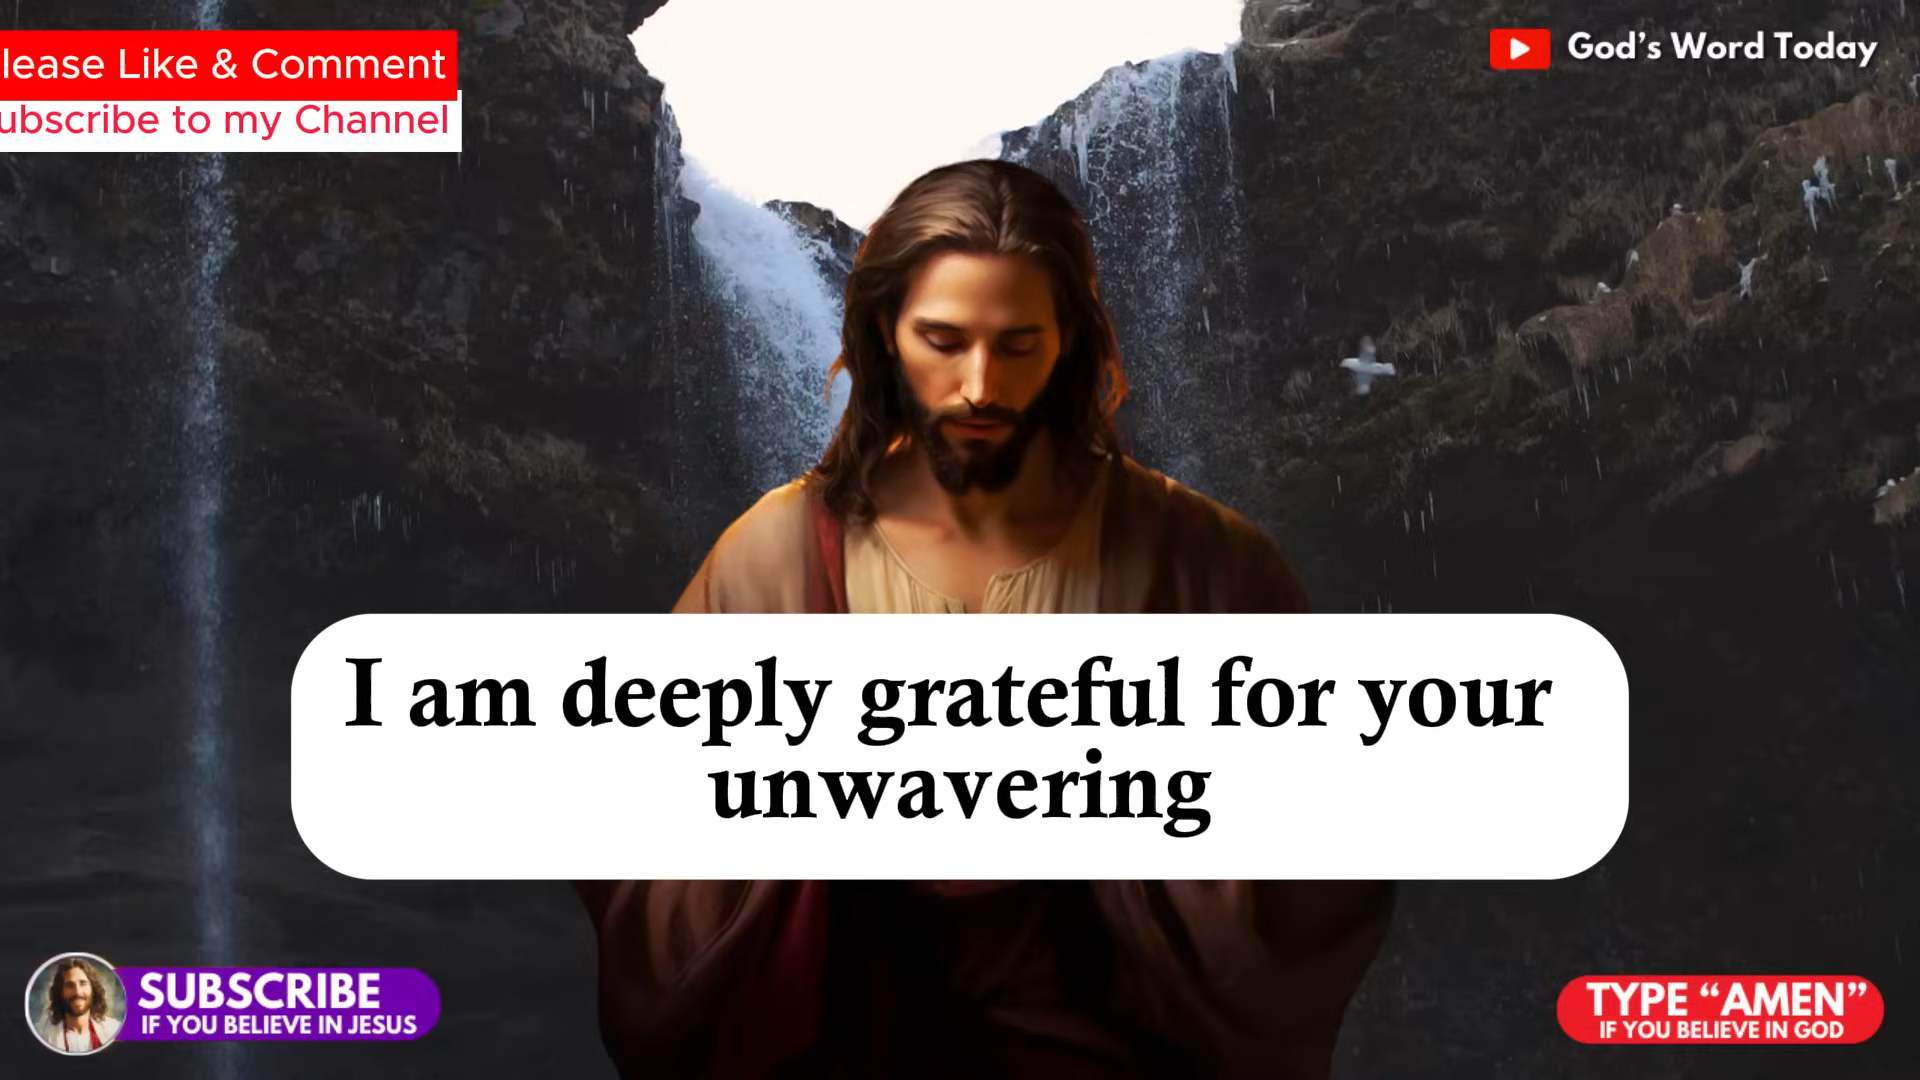 lease Like & Comment
ubscribe to my Channel
God's Word Today
I am deeply grateful for your
unwavering
SUBSCRIBE
IF YOU BELIEVE IN JESUS
TYPE “AMEN”
IF YOU BELIEVE IN GOD